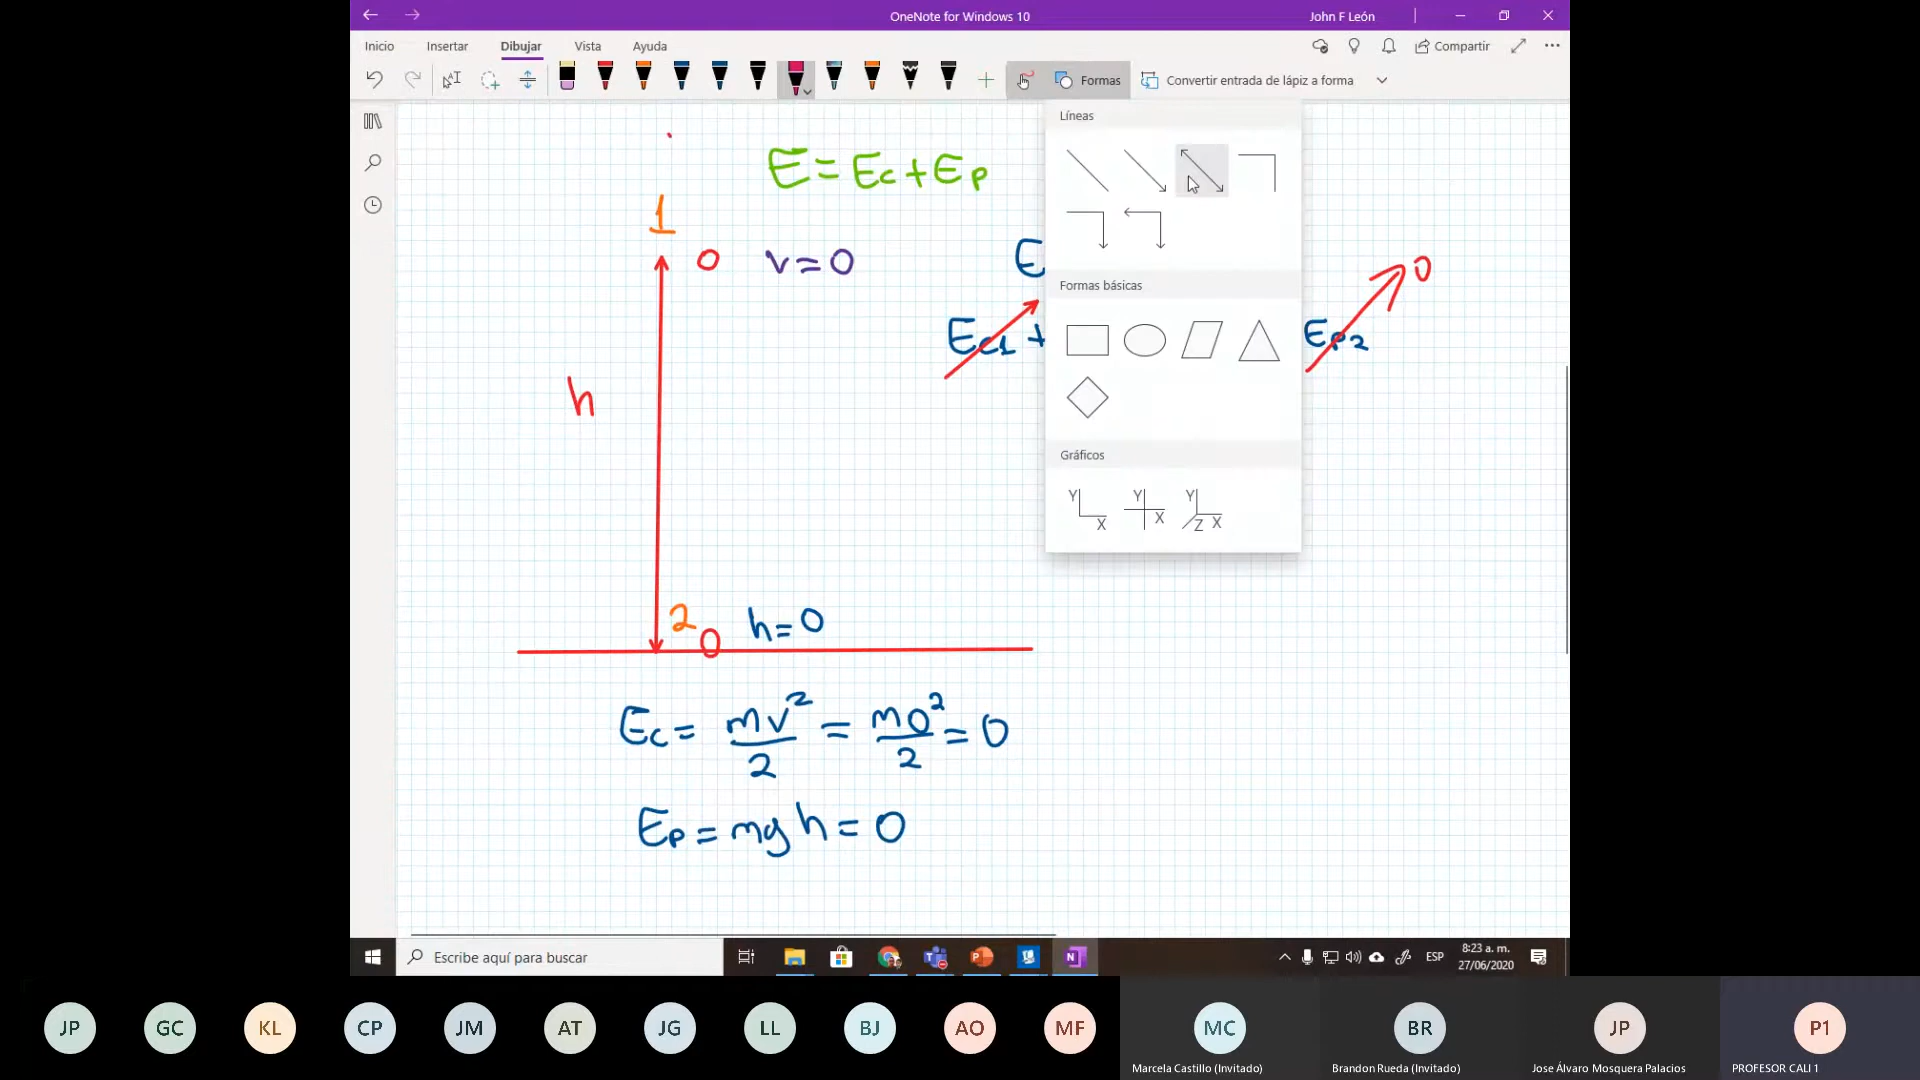 OneNote for Windows 10
John F León
Inicio
Insertar
Dibujar
Vista
Ayuda
Compartir
Formas
Convertir entrada de lápiz a forma
Líneas
E = Ec + Ep
1
0
v = 0
E
Formas básicas
0
Ec1 +
Ep2
h
Gráficos
Y X
Y X
Y Z X
2
0
h = 0
Ec = mv²/2 = m0²/2 = 0
Ep = mgh = 0
Escribe aquí para buscar
ESP
8:23 a. m.
27/06/2020
JP
GC
KL
CP
JM
AT
JG
LL
BJ
AO
MF
MC
BR
JP
P1
Marcela Castillo (Invitado)
Brandon Rueda (Invitado)
Jose Álvaro Mosquera Palacios
PROFESOR CALI 1